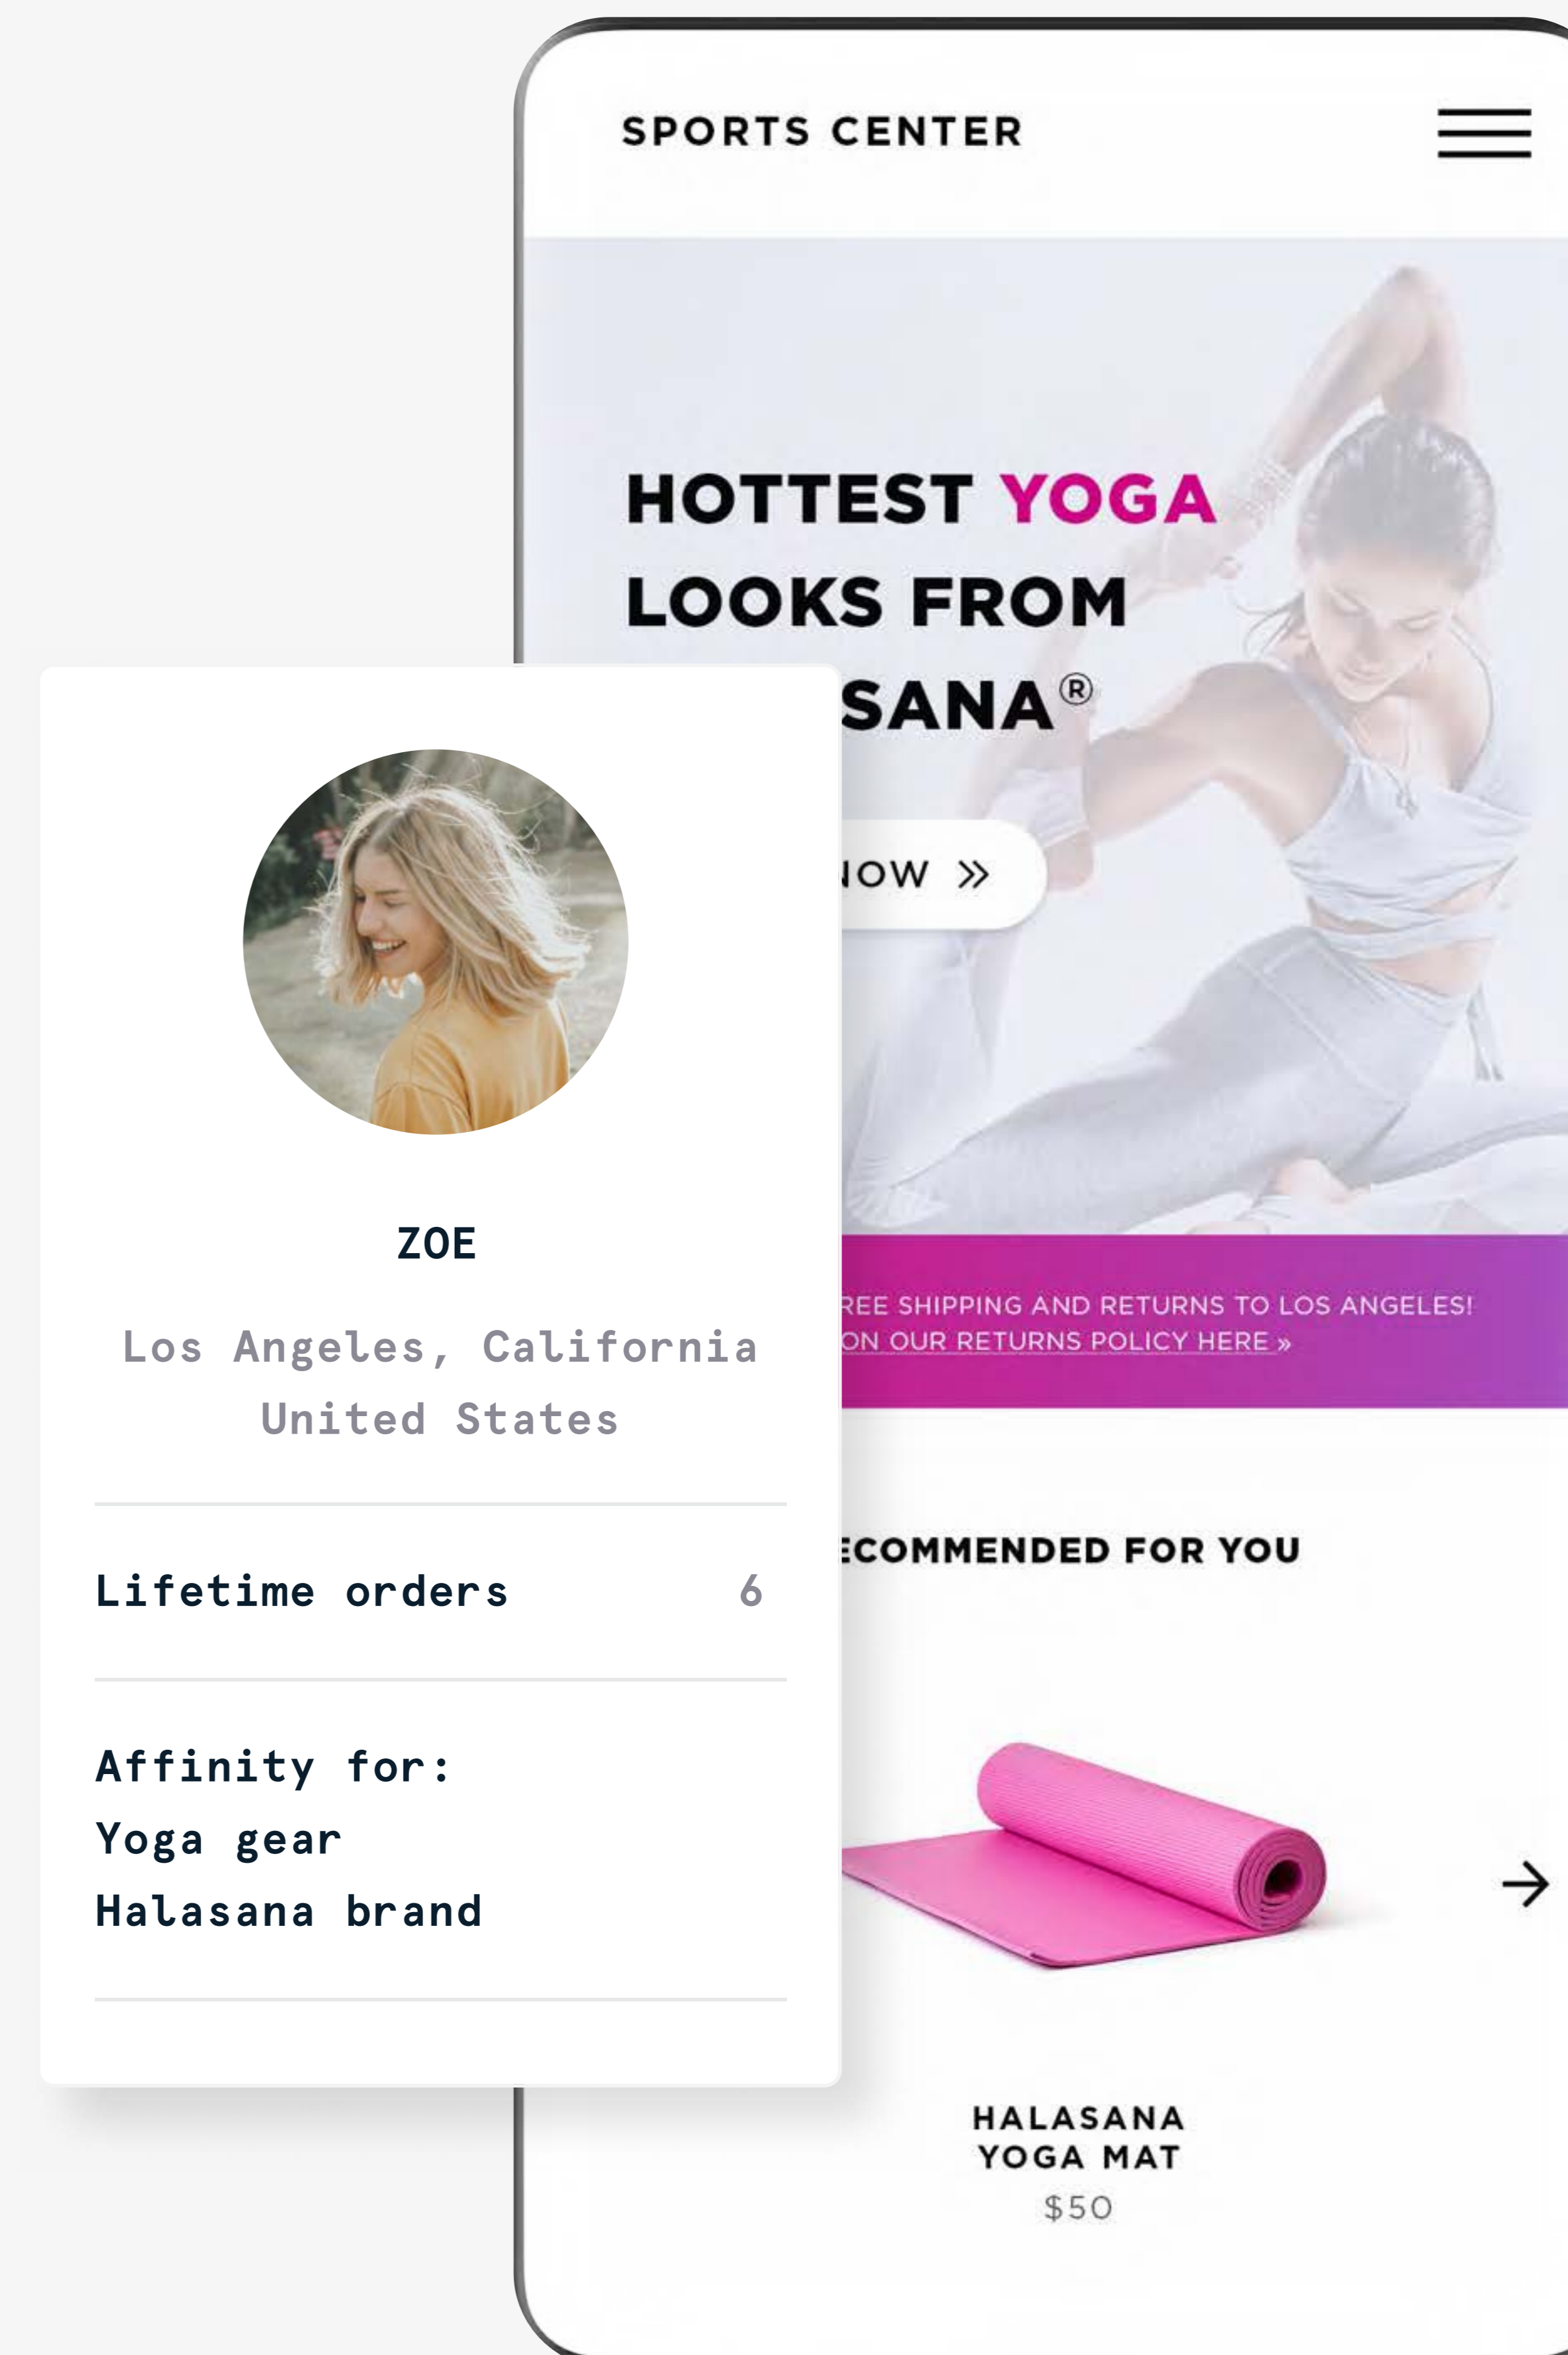 SPORTS CENTER
HOTTEST YOGA
LOOKS FROM
SANA®
NOW »
ZOE
Los Angeles, California
United States
Lifetime orders 6
Affinity for:
Yoga gear
Halasana brand
REE SHIPPING AND RETURNS TO LOS ANGELES!
ON OUR RETURNS POLICY HERE »
ECOMMENDED FOR YOU
HALASANA
YOGA MAT
$50